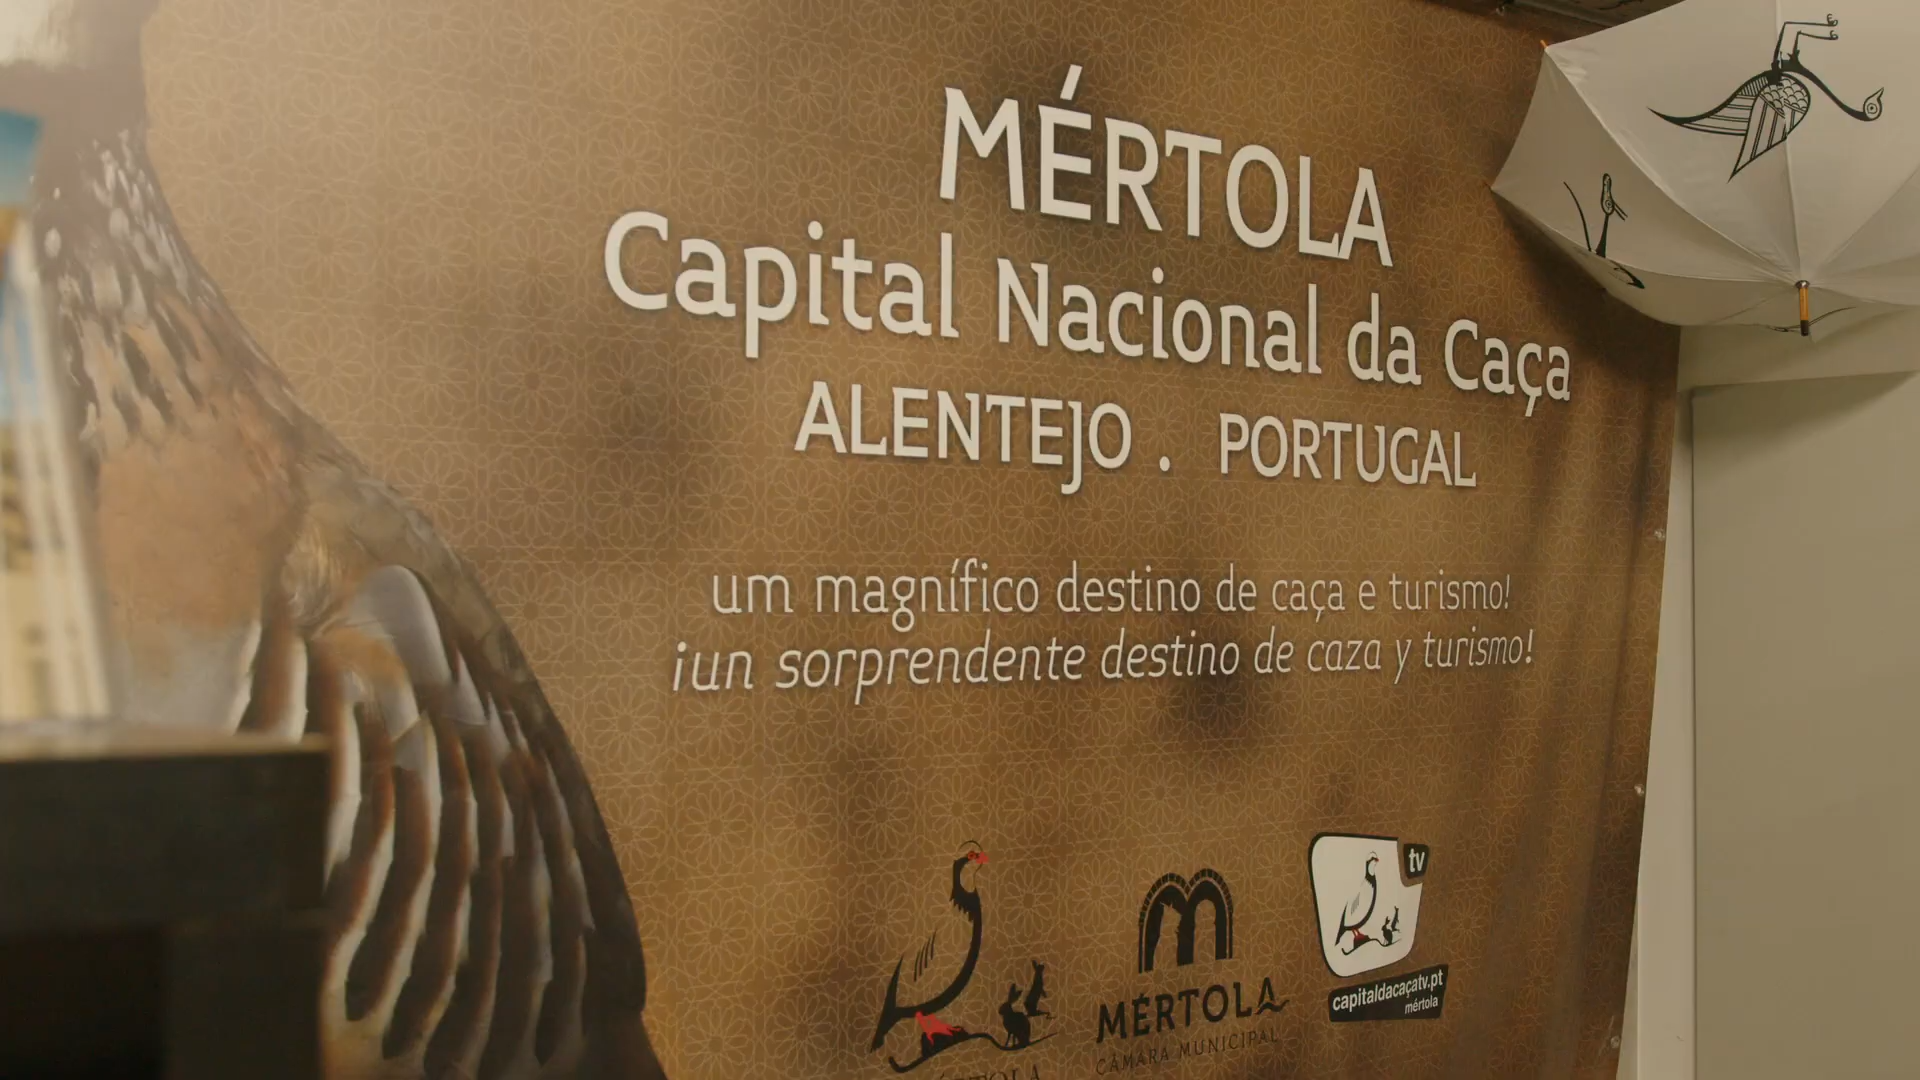 MÉRTOLA
Capital Nacional da Caça
ALENTEJO . PORTUGAL
um magnífico destino de caça e turismo!
¡un sorprendente destino de caza y turismo!
MÉRTOLA
CÂMARA MUNICIPAL
tv
capitaldacaçatv.pt
mértola